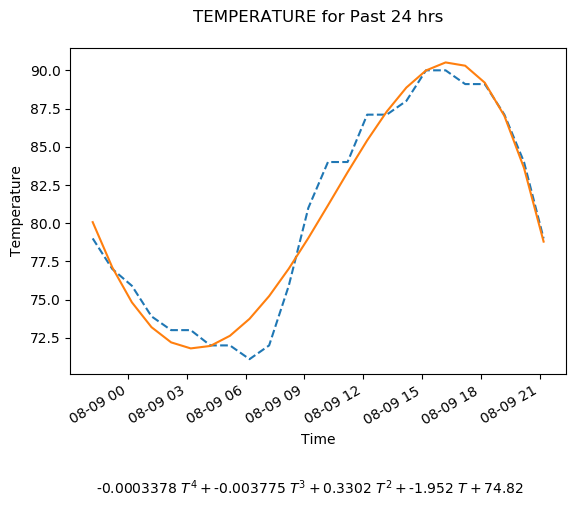 TEMPERATURE for Past 24 hrs
90.0
87.5
85.0
82.5
80.0
77.5
75.0
72.5
Temperature
08-09 00 08-09 03 08-09 06 08-09 09 08-09 12 08-09 15 08-09 18 08-09 21
Time
-0.0003378 T⁴ + -0.003775 T³ + 0.3302 T² + -1.952 T + 74.82